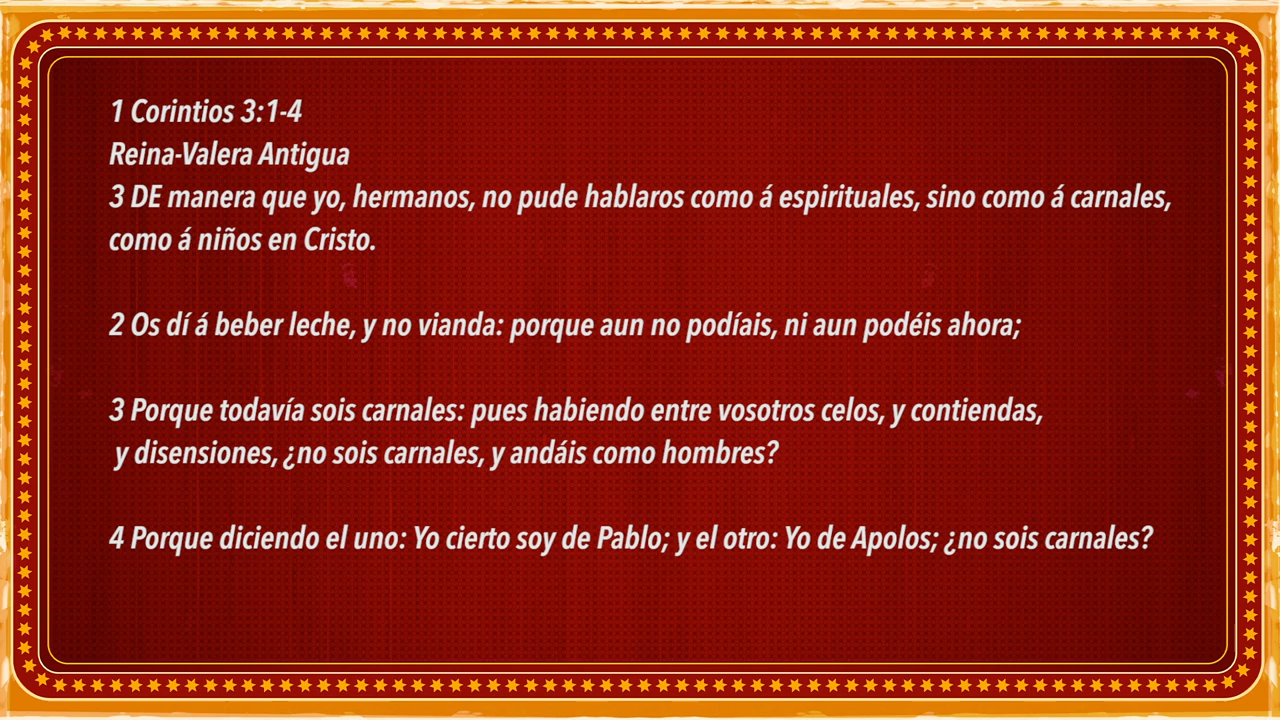 1 Corintios 3:1-4
Reina-Valera Antigua
3 DE manera que yo, hermanos, no pude hablaros como á espirituales, sino como á carnales,
como á niños en Cristo.
2 Os dí á beber leche, y no vianda: porque aun no podíais, ni aun podéis ahora;
3 Porque todavía sois carnales: pues habiendo entre vosotros celos, y contiendas,
y disensiones, ¿no sois carnales, y andáis como hombres?
4 Porque diciendo el uno: Yo cierto soy de Pablo; y el otro: Yo de Apolos; ¿no sois carnales?